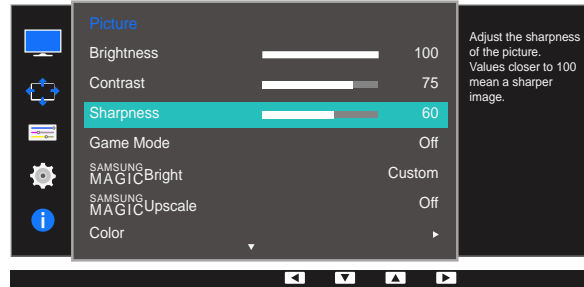 Picture
Brightness 100
Contrast 75
Sharpness 60
Game Mode Off
SAMSUNG
MAGICBright Custom
SAMSUNG
MAGICUpscale Off
Color
Adjust the sharpness
of the picture.
Values closer to 100
mean a sharper
image.
i